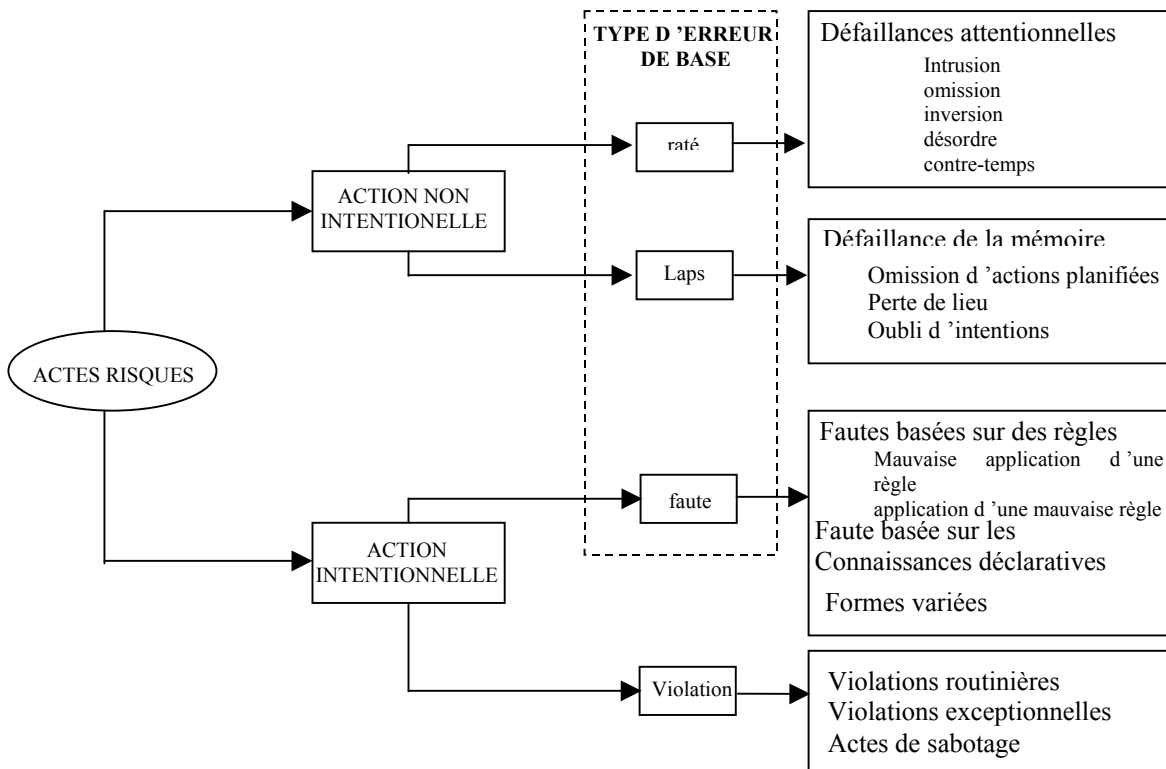 TYPE D ’ERREUR
DE BASE
Défaillances attentionnelles
Intrusion
omission
inversion
désordre
contre-temps
raté
ACTION NON
INTENTIONELLE
Défaillance de la mémoire
Omission d ’actions planifiées
Perte de lieu
Oubli d ’intentions
Laps
ACTES RISQUES
Fautes basées sur des règles
Mauvaise application d ’une
règle
application d ’une mauvaise règle
Faute basée sur les
Connaissances déclaratives
Formes variées
faute
ACTION
INTENTIONNELLE
Violation
Violations routinières
Violations exceptionnelles
Actes de sabotage